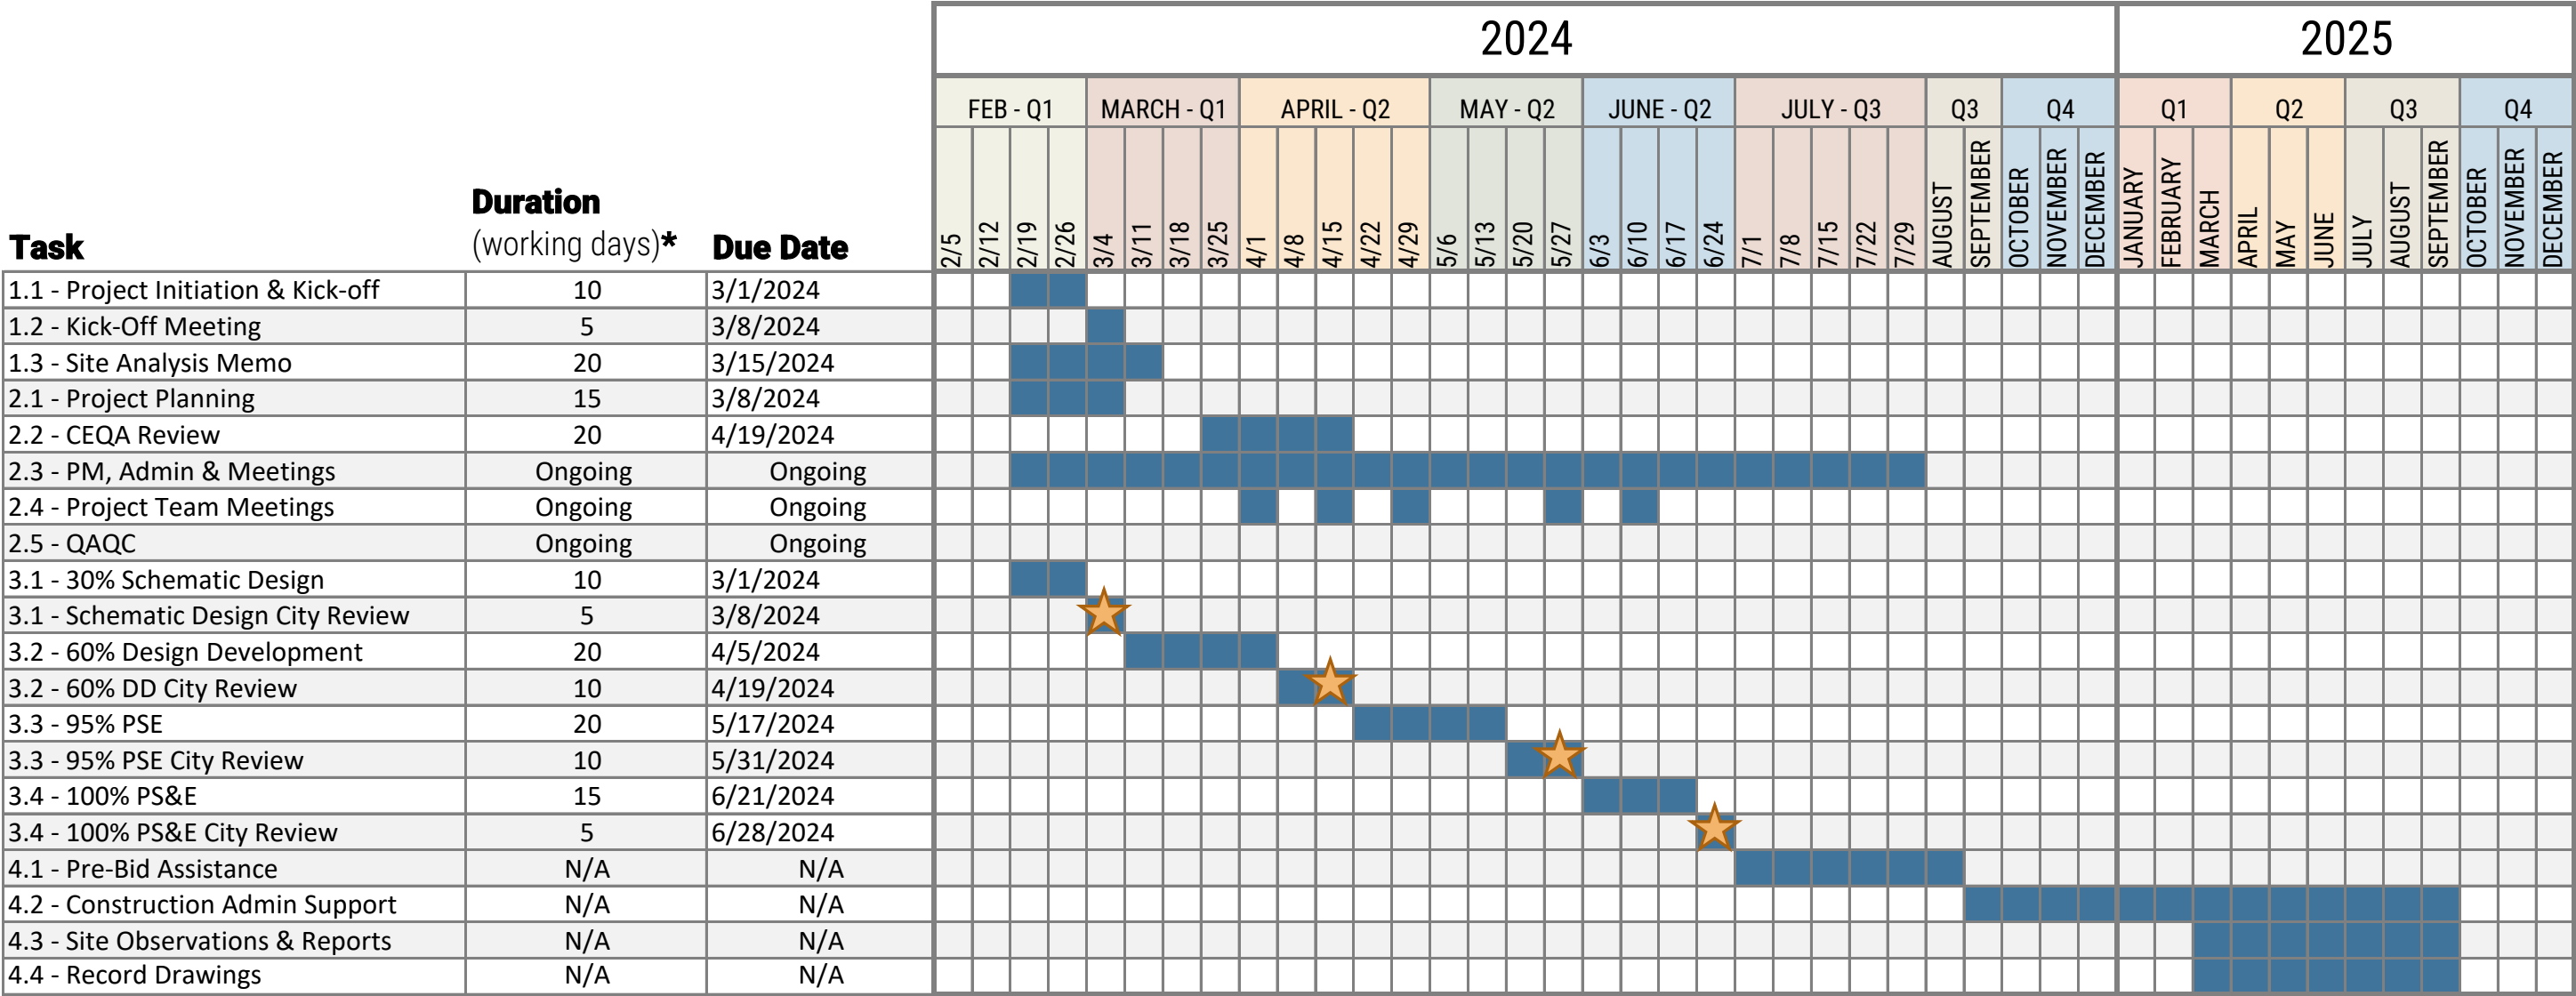 2024 2025
FEB - Q1 MARCH - Q1 APRIL - Q2 MAY - Q2 JUNE - Q2 JULY - Q3 Q3 Q4 Q1 Q2 Q3 Q4
Task Duration (working days)* Due Date 2/5 2/12 2/19 2/26 3/4 3/11 3/18 3/25 4/1 4/8 4/15 4/22 4/29 5/6 5/13 5/20 5/27 6/3 6/10 6/17 6/24 7/1 7/8 7/15 7/22 7/29 AUGUST SEPTEMBER OCTOBER NOVEMBER DECEMBER JANUARY FEBRUARY MARCH APRIL MAY JUNE JULY AUGUST SEPTEMBER OCTOBER NOVEMBER DECEMBER
1.1 - Project Initiation & Kick-off 10 3/1/2024
1.2 - Kick-Off Meeting 5 3/8/2024
1.3 - Site Analysis Memo 20 3/15/2024
2.1 - Project Planning 15 3/8/2024
2.2 - CEQA Review 20 4/19/2024
2.3 - PM, Admin & Meetings Ongoing Ongoing
2.4 - Project Team Meetings Ongoing Ongoing
2.5 - QAQC Ongoing Ongoing
3.1 - 30% Schematic Design 10 3/1/2024
3.1 - Schematic Design City Review 5 3/8/2024
3.2 - 60% Design Development 20 4/5/2024
3.2 - 60% DD City Review 10 4/19/2024
3.3 - 95% PSE 20 5/17/2024
3.3 - 95% PSE City Review 10 5/31/2024
3.4 - 100% PS&E 15 6/21/2024
3.4 - 100% PS&E City Review 5 6/28/2024
4.1 - Pre-Bid Assistance N/A N/A
4.2 - Construction Admin Support N/A N/A
4.3 - Site Observations & Reports N/A N/A
4.4 - Record Drawings N/A N/A